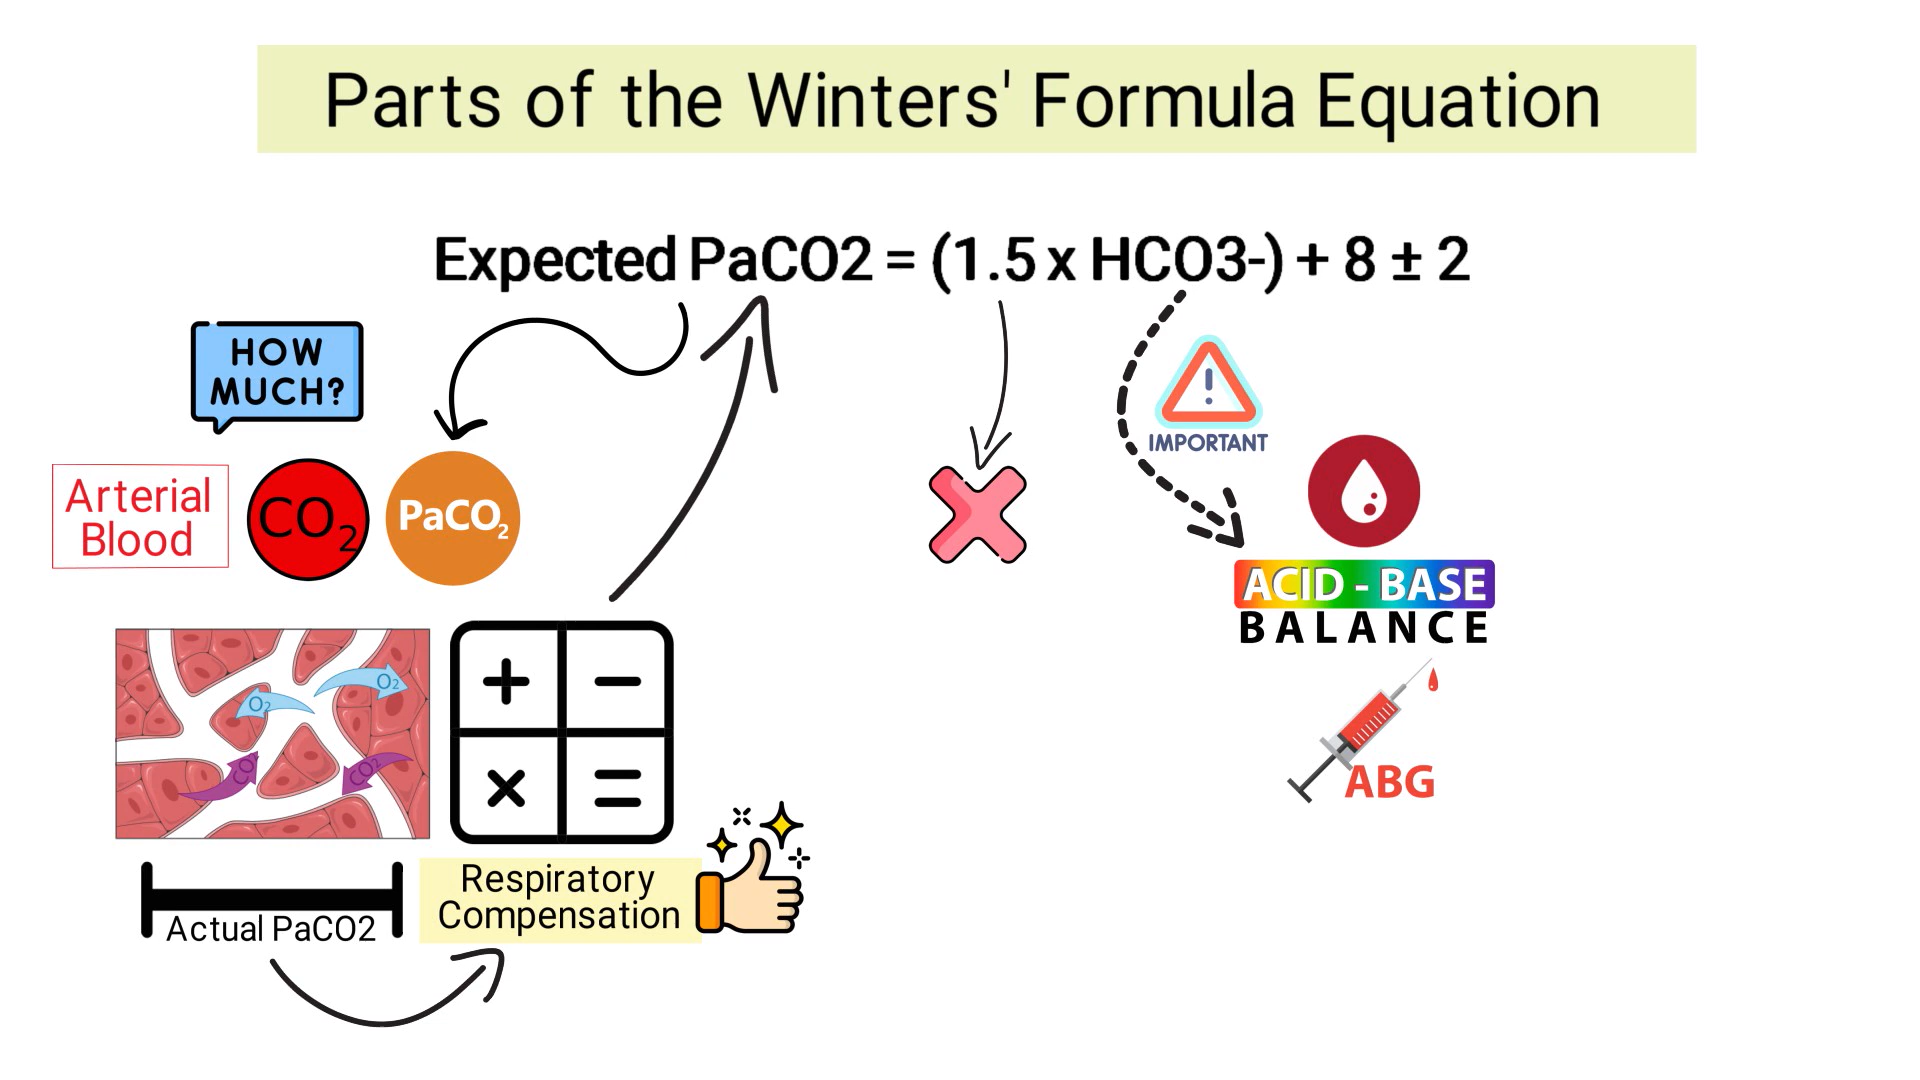 Parts of the Winters' Formula Equation
Expected PaCO2 = (1.5 x HCO3-) + 8 ± 2
HOW
MUCH?
IMPORTANT
Arterial
Blood
CO₂
PaCO₂
ACID - BASE
BALANCE
O₂
O₂
CO₂
+
−
×
=
ABG
Respiratory
Compensation
Actual PaCO2